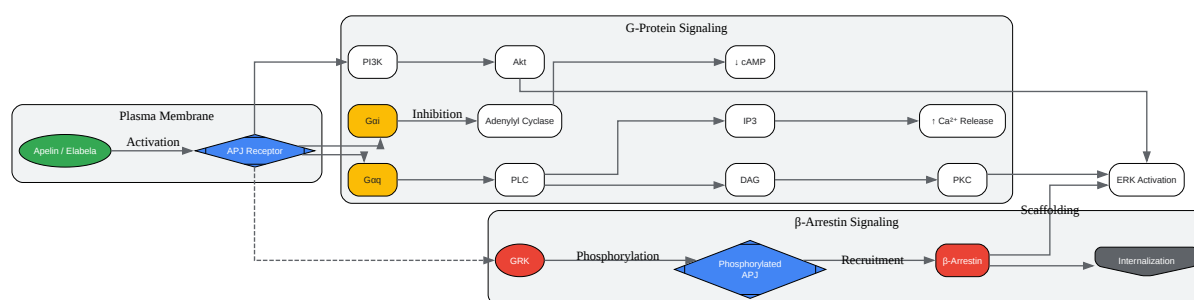 G-Protein Signaling
PI3K
Akt
↓ cAMP
Plasma Membrane
Gαi
Inhibition
Adenylyl Cyclase
IP3
↑ Ca²⁺ Release
Apelin / Elabela
Activation
APJ Receptor
Gαq
PLC
DAG
PKC
ERK Activation
Scaffolding
β-Arrestin Signaling
GRK
Phosphorylation
Phosphorylated
APJ
Recruitment
β-Arrestin
Internalization